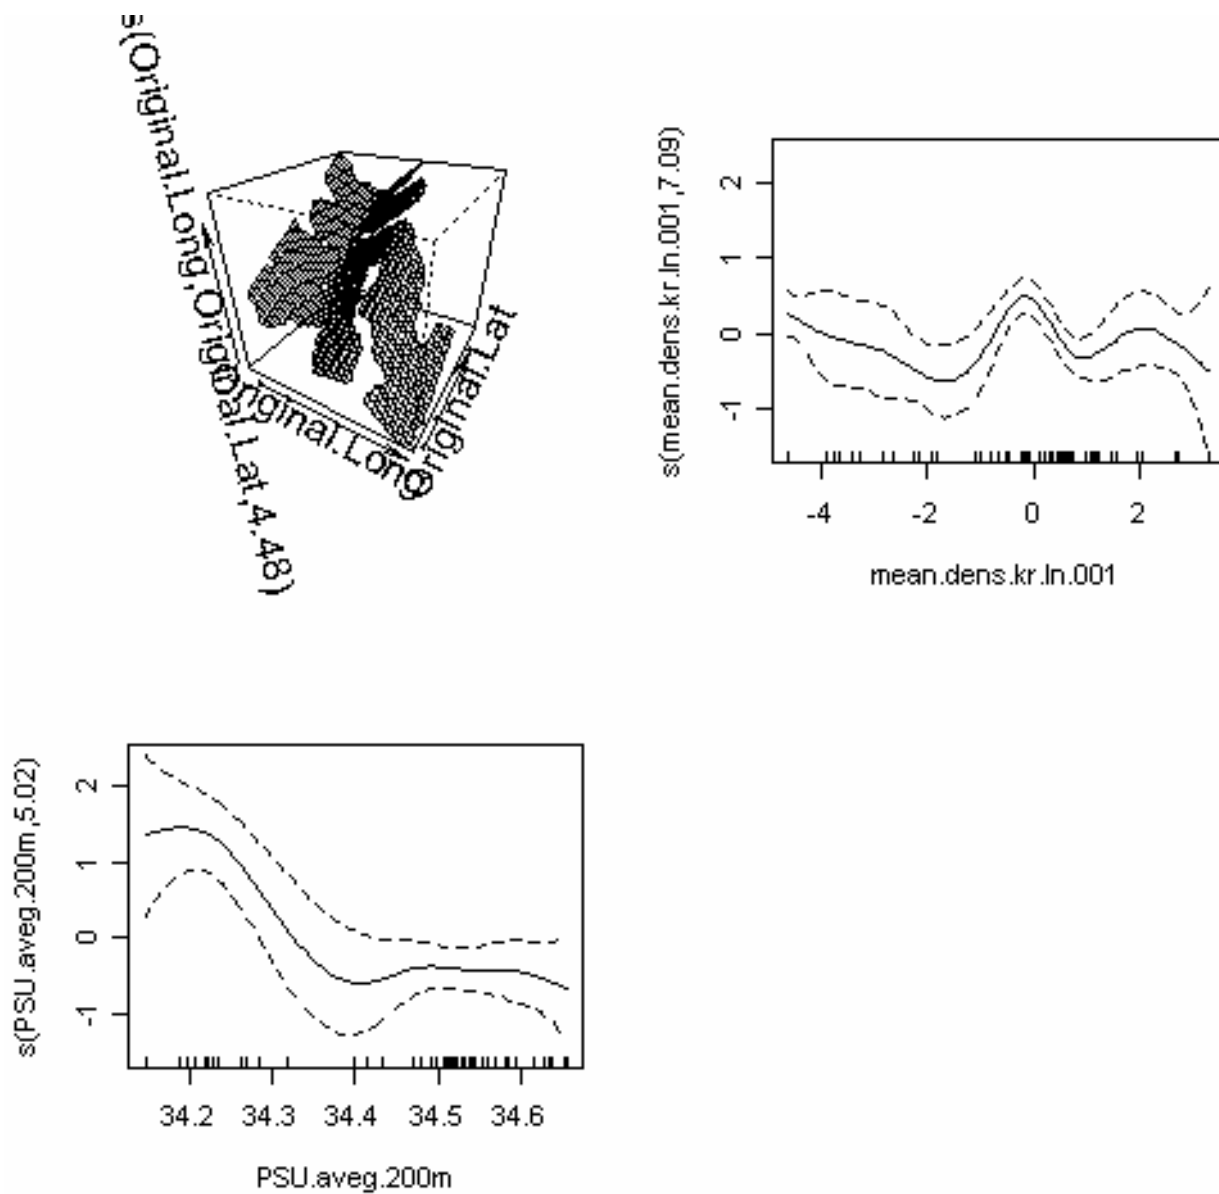 s(Original.Long,Original.Lat,4.48)
Original.Long
Original.Lat
s(mean.dens.kr.ln.001,7.09)
2
1
0
-1
-4
-2
0
2
mean.dens.kr.ln.001
s(PSU.aveg.200m,5.02)
2
1
0
-1
34.2
34.3
34.4
34.5
34.6
PSU.aveg.200m